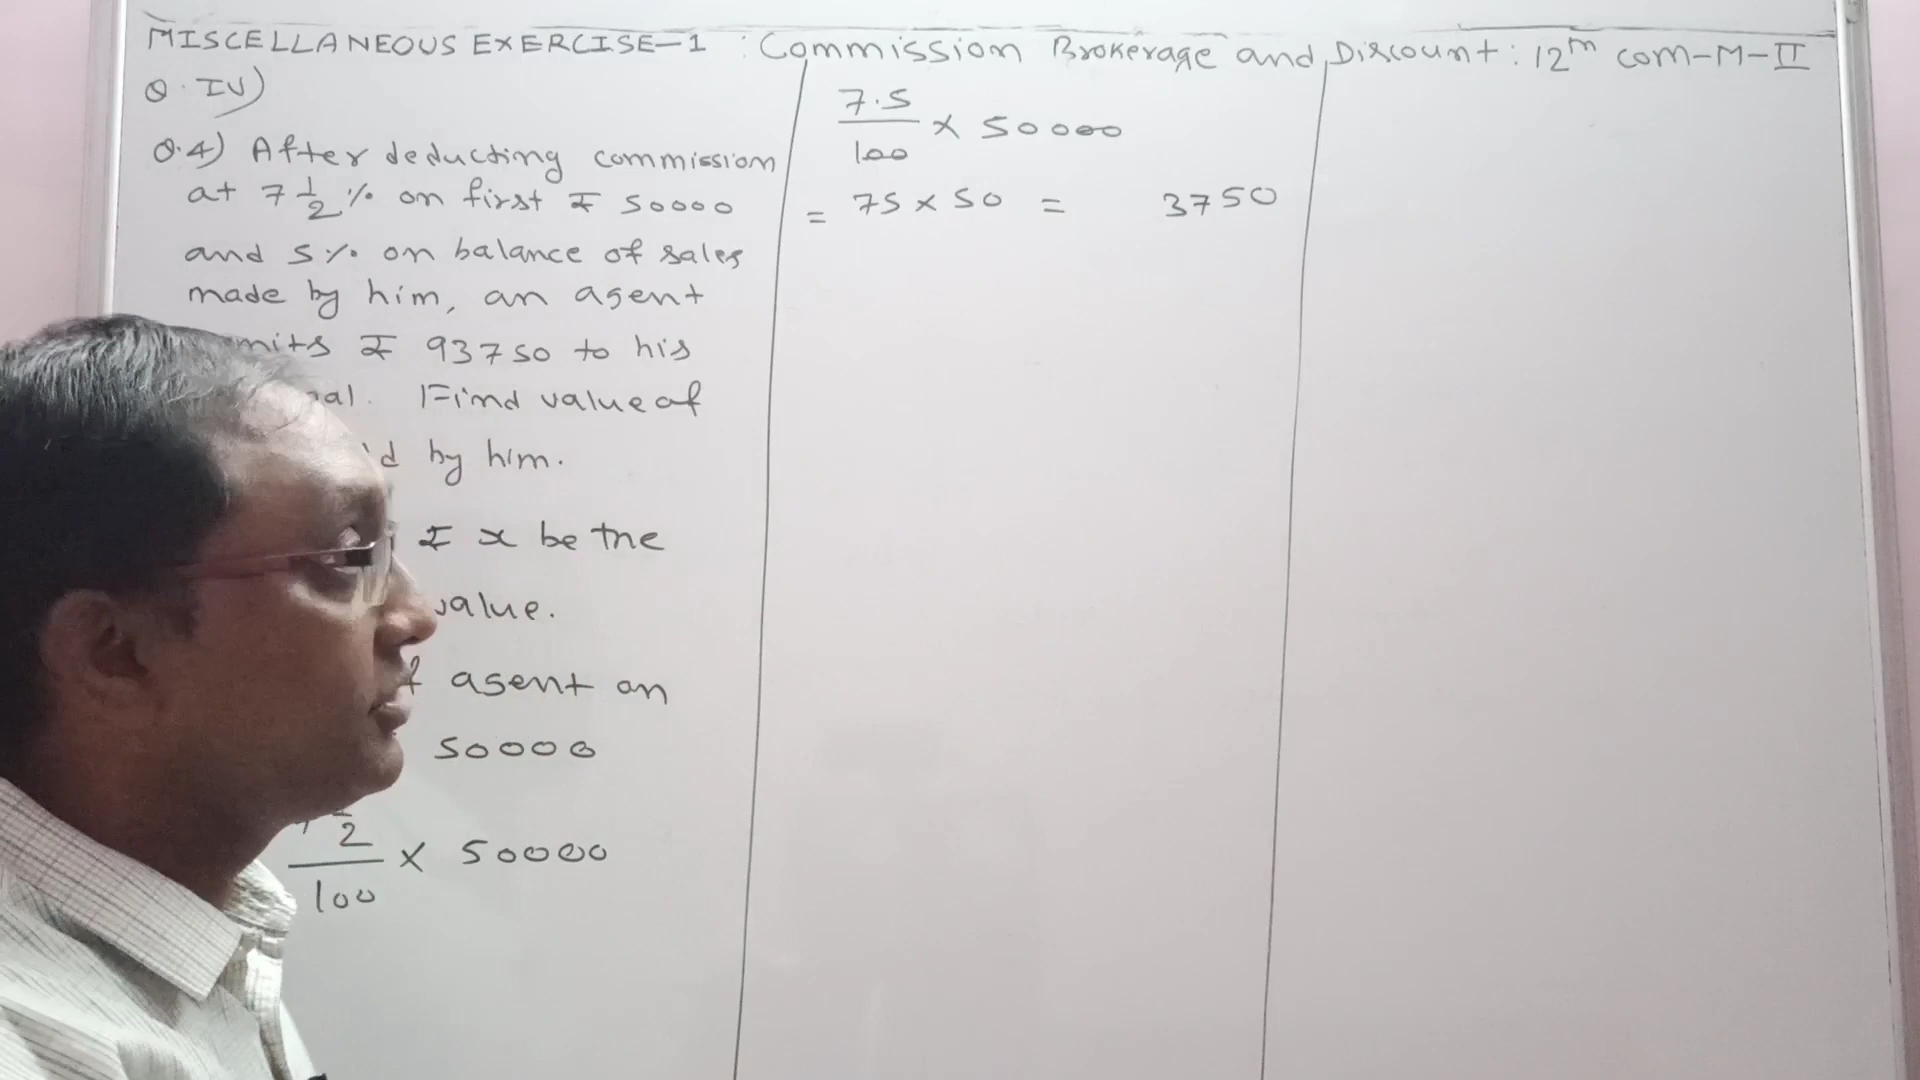 MISCELLANEOUS EXERCISE-1 : Commission Brokerage and Discount : 12th com-M-II
Q. IV)
Q.4) After deducting commission
at 7 1/2 % on first ₹ 50000
and 5% on balance of sales
made by him, an agent
mits ₹ 93750 to his
pal. Find value of
d by him.
₹ x be the
value.
f agent on
50000
1/2 / 100 × 50000
7.5 / 100 × 50000
= 75 × 50 = 3750